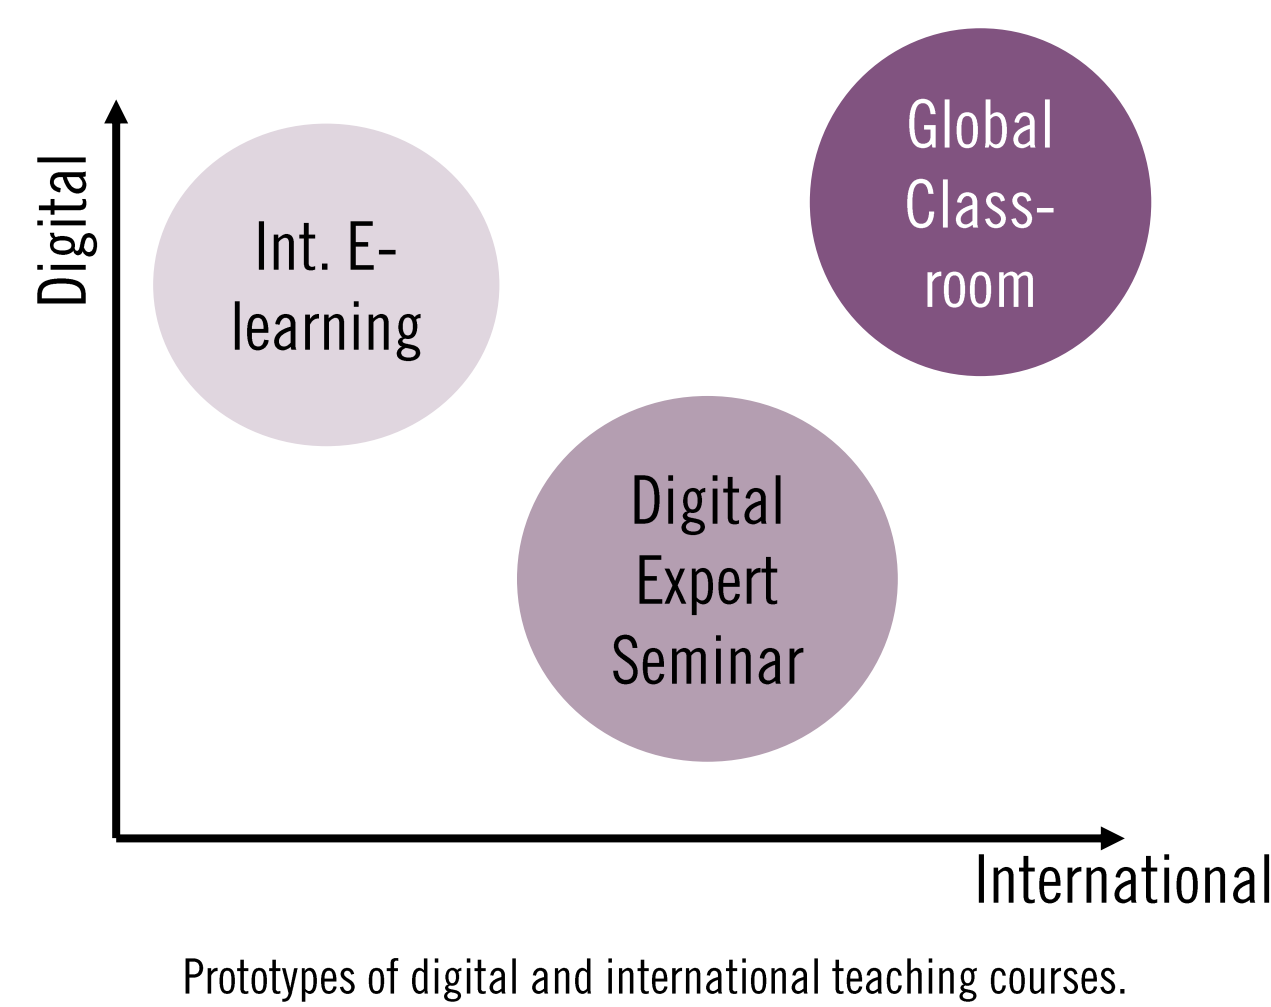 Digital
Int. E-
learning
Global
Class-
room
Digital
Expert
Seminar
International
Prototypes of digital and international teaching courses.